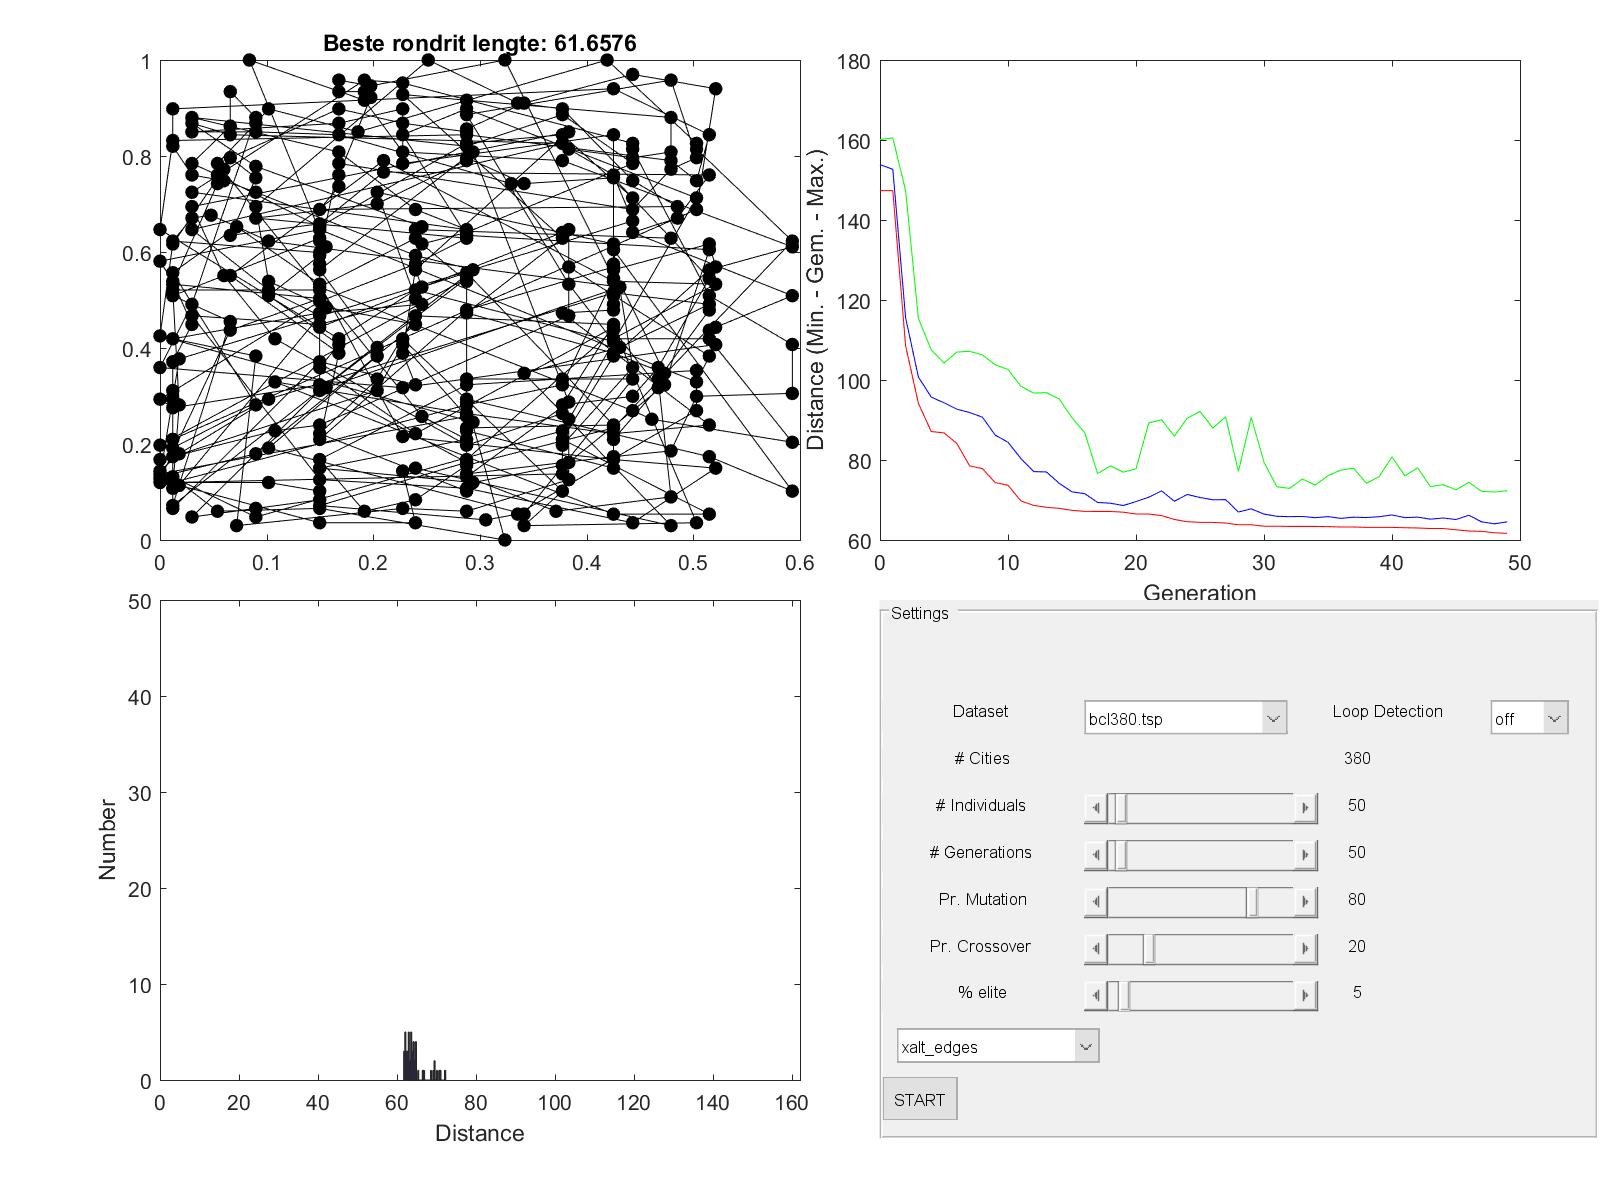 Beste rondrit lengte: 61.6576
1
0.8
0.6
0.4
0.2
0
0 0.1 0.2 0.3 0.4 0.5 0.6
180
160
140
120
100
80
60
Distance (Min. - Gem. - Max.)
0 10 20 30 40 50
Generation
50
40
30
20
10
0
Number
0 20 40 60 80 100 120 140 160
Distance
Settings
Dataset bcl380.tsp Loop Detection off
# Cities 380
# Individuals 50
# Generations 50
Pr. Mutation 80
Pr. Crossover 20
% elite 5
xalt_edges
START